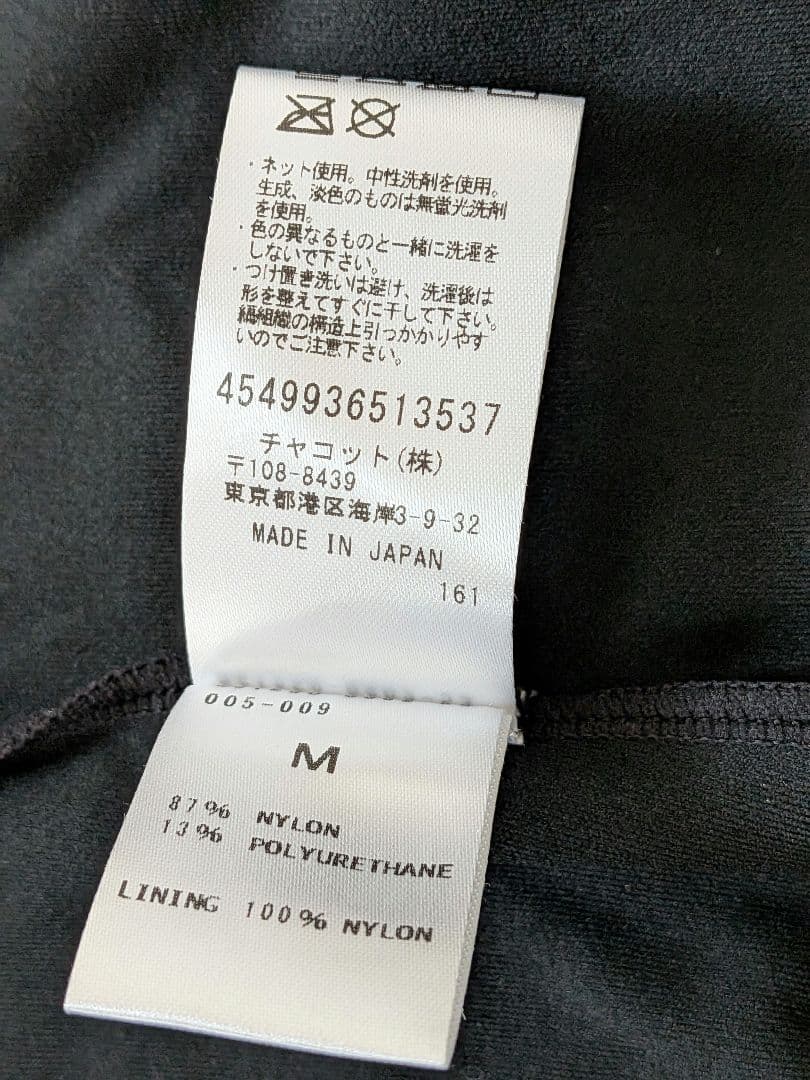 ・ネット使用。中性洗剤を使用。
生成、淡色のものは無蛍光洗剤
を使用。
・色の異なるものと一緒に洗濯を
しないで下さい。
・つけ置き洗いは避け、洗濯後は
形を整えてすぐに干して下さい。
編組織の構造上引っかかりやす
いのでご注意下さい。
4549936513537
チャコット(株)
〒108-8439
東京都港区海岸3-9-32
MADE IN JAPAN
161
005-009
M
87% NYLON
13% POLYURETHANE
LINING 100% NYLON